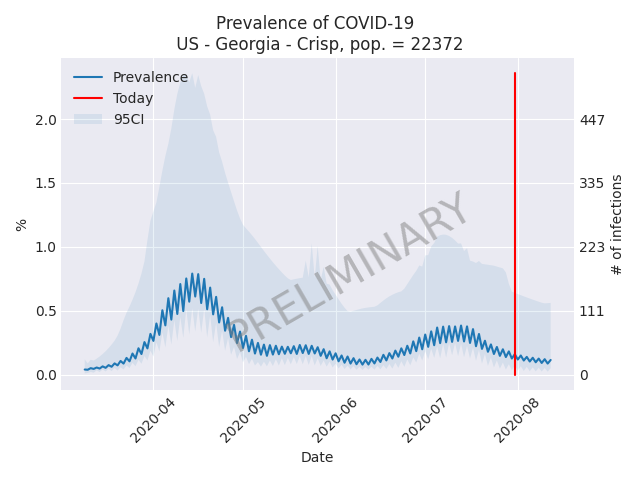 Prevalence of COVID-19
US - Georgia - Crisp, pop. = 22372
Prevalence
Today
95CI
PRELIMINARY
%
2.0
1.5
1.0
0.5
0.0
447
335
223
111
0
# of infections
2020-04
2020-05
2020-06
2020-07
2020-08
Date